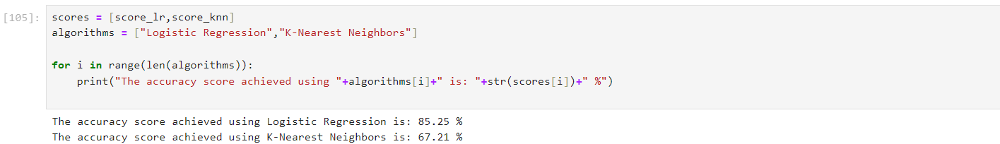 [105]: scores = [score_lr,score_knn]
algorithms = ["Logistic Regression","K-Nearest Neighbors"]
for i in range(len(algorithms)):
    print("The accuracy score achieved using "+algorithms[i]+" is: "+str(scores[i])+" %")
The accuracy score achieved using Logistic Regression is: 85.25 %
The accuracy score achieved using K-Nearest Neighbors is: 67.21 %